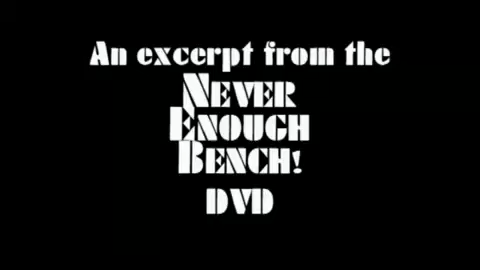 An excerpt from the
NEVER
ENOUGH
BENCH!
DVD